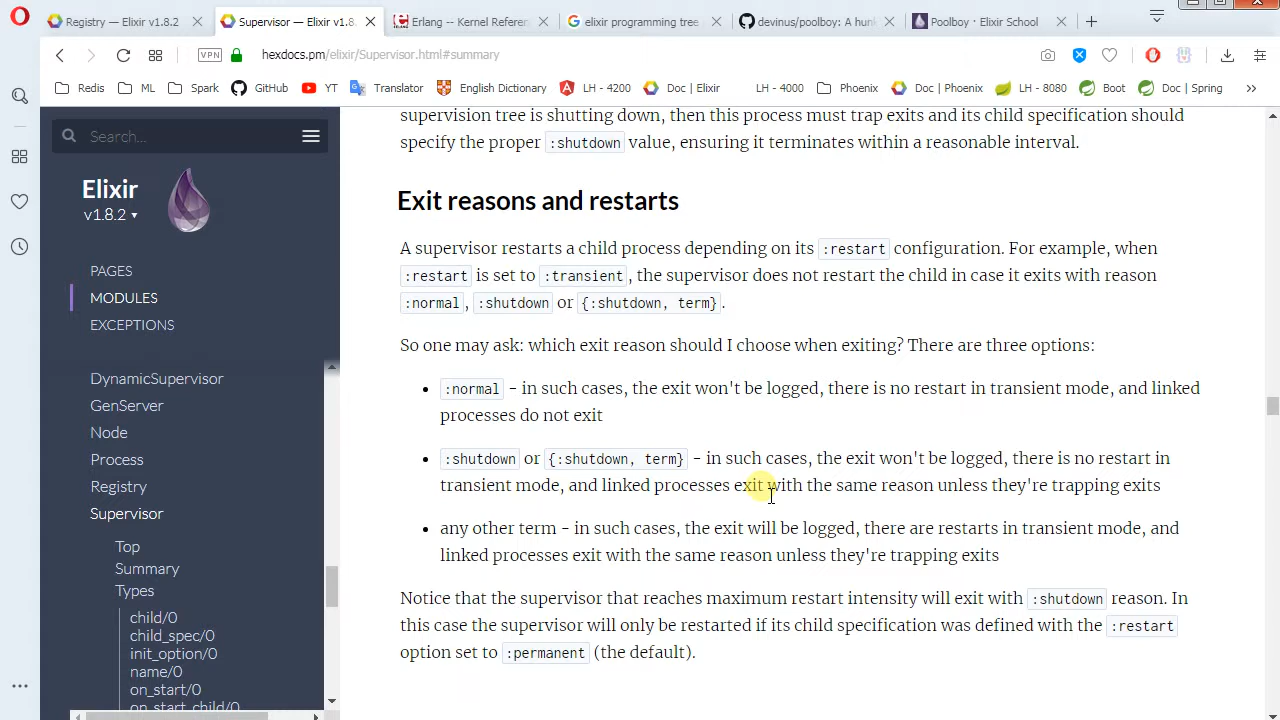 Registry — Elixir v1.8.2
Supervisor — Elixir v1.8.
Erlang -- Kernel Referen
elixir programming tree
devinus/poolboy: A hunk
Poolboy · Elixir School
VPN
hexdocs.pm/elixir/Supervisor.html#summary
Redis
ML
Spark
GitHub
YT
Translator
English Dictionary
LH - 4200
Doc | Elixir
LH - 4000
Phoenix
Doc | Phoenix
LH - 8080
Boot
Doc | Spring
Search...
Elixir
v1.8.2
PAGES
MODULES
EXCEPTIONS
DynamicSupervisor
GenServer
Node
Process
Registry
Supervisor
Top
Summary
Types
child/0
child_spec/0
init_option/0
name/0
on_start/0
on_start_child/0
supervision tree is shutting down, then this process must trap exits and its child specification should
specify the proper :shutdown value, ensuring it terminates within a reasonable interval.
Exit reasons and restarts
A supervisor restarts a child process depending on its :restart configuration. For example, when
:restart is set to :transient, the supervisor does not restart the child in case it exits with reason
:normal, :shutdown or {:shutdown, term}.
So one may ask: which exit reason should I choose when exiting? There are three options:
• :normal - in such cases, the exit won't be logged, there is no restart in transient mode, and linked
processes do not exit
• :shutdown or {:shutdown, term} - in such cases, the exit won't be logged, there is no restart in
transient mode, and linked processes exit with the same reason unless they're trapping exits
• any other term - in such cases, the exit will be logged, there are restarts in transient mode, and
linked processes exit with the same reason unless they're trapping exits
Notice that the supervisor that reaches maximum restart intensity will exit with :shutdown reason. In
this case the supervisor will only be restarted if its child specification was defined with the :restart
option set to :permanent (the default).